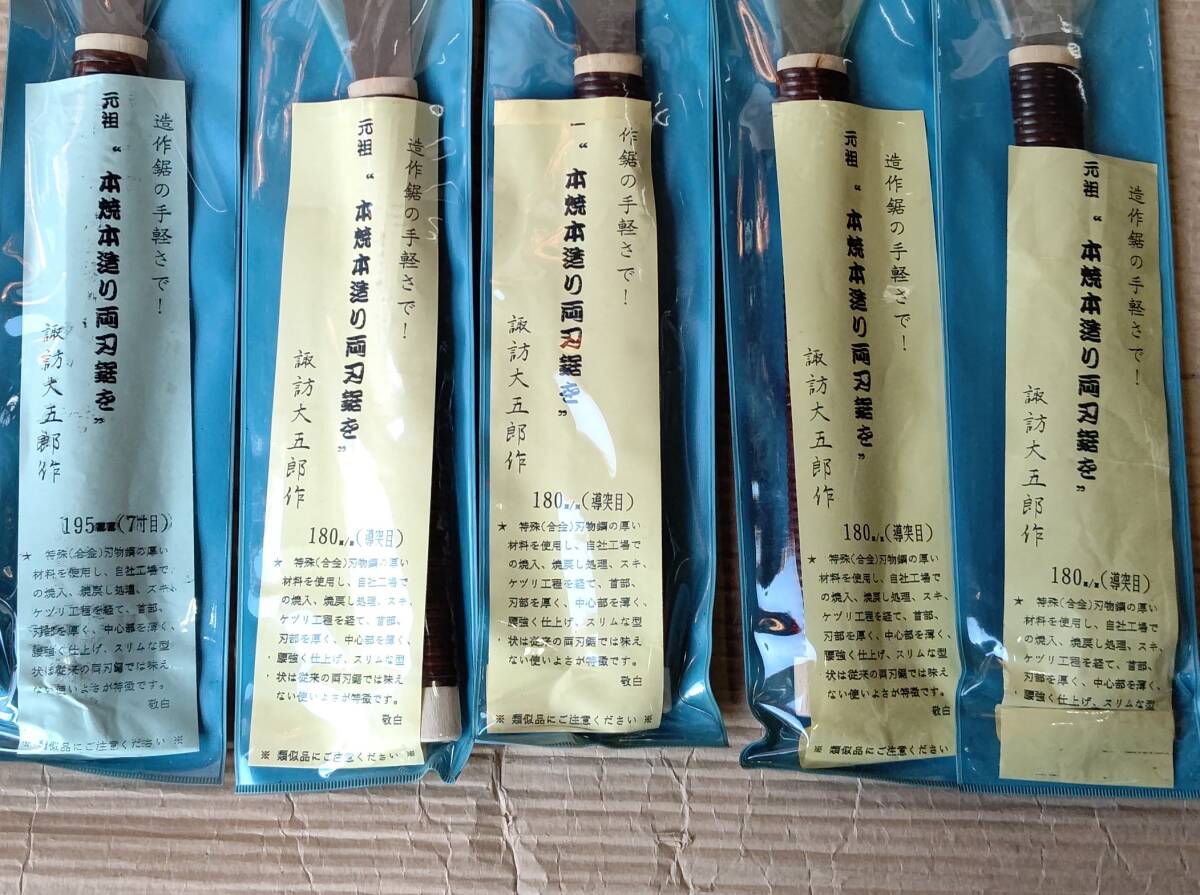 造作鋸の手軽さで!
元祖 “本焼本造り両刃鋸を”
諏訪大五郎作
195㎜(7寸目)
★ 特殊(合金)刃物鋼の厚い
材料を使用し、自社工場で
の焼入、焼戻し処理、スキ、
ケヅリ工程を経て、首部、
刃部を厚く、中心部を薄く、
腰強く仕上げ、スリムな型
状は従来の両刃鋸では味え
ない使いよさが特徴です。
敬白
※ 類似品にご注意ください ※
造作鋸の手軽さで!
元祖 “本焼本造り両刃鋸を”
諏訪大五郎作
180m/m(導突目)
★ 特殊(合金)刃物鋼の厚い
材料を使用し、自社工場で
の焼入、焼戻し処理、スキ、
ケヅリ工程を経て、首部、
刃部を厚く、中心部を薄く、
腰強く仕上げ、スリムな型
状は従来の両刃鋸では味え
ない使いよさが特徴です。
敬白
※ 類似品にご注意ください ※
作鋸の手軽さで!
“本焼本造り両刃鋸を”
諏訪大五郎作
180m/m(導突目)
★ 特殊(合金)刃物鋼の厚い
材料を使用し、自社工場で
の焼入、焼戻し処理、スキ、
ケヅリ工程を経て、首部、
刃部を厚く、中心部を薄く、
腰強く仕上げ、スリムな型
状は従来の両刃鋸では味え
ない使いよさが特徴です。
敬白
※ 類似品にご注意ください ※
造作鋸の手軽さで!
元祖 “本焼本造り両刃鋸を”
諏訪大五郎作
180m/m(導突目)
★ 特殊(合金)刃物鋼の厚い
材料を使用し、自社工場で
の焼入、焼戻し処理、スキ、
ケヅリ工程を経て、首部、
刃部を厚く、中心部を薄く、
腰強く仕上げ、スリムな型
状は従来の両刃鋸では味え
ない使いよさが特徴です。
敬白
※ 類似品にご注意ください ※
造作鋸の手軽さで!
元祖 “本焼本造り両刃鋸を”
諏訪大五郎作
180m/m(導突目)
★ 特殊(合金)刃物鋼の厚い
材料を使用し、自社工場で
の焼入、焼戻し処理、スキ、
ケヅリ工程を経て、首部、
刃部を厚く、中心部を薄く、
腰強く仕上げ、スリムな型